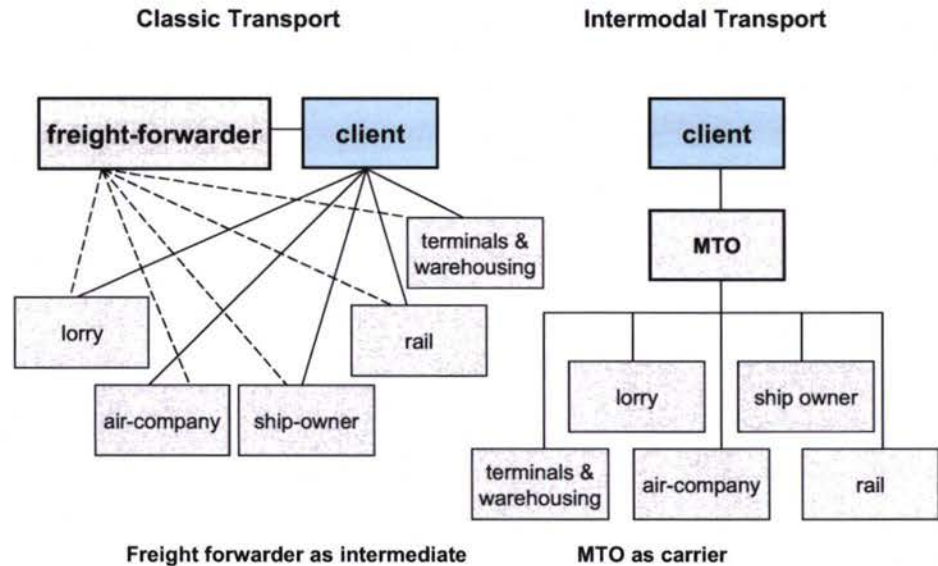 Classic Transport
Intermodal Transport
freight-forwarder
client
client
terminals &
warehousing
MTO
lorry
rail
lorry
ship owner
air-company
ship-owner
terminals &
warehousing
air-company
rail
Freight forwarder as intermediate
MTO as carrier